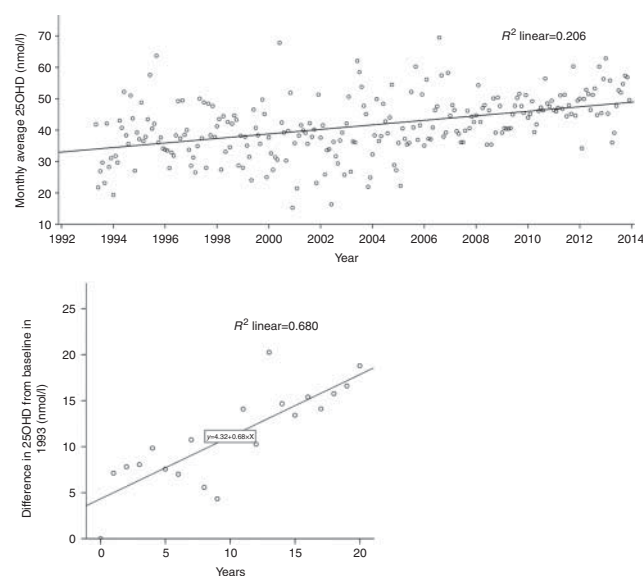 70
R² linear=0.206
60
50
40
30
20
10
Monthly average 25OHD (nmol/l)
1992 1994 1996 1998 2000 2002 2004 2006 2008 2010 2012 2014
Year
25
R² linear=0.680
20
15
10
5
0
Difference in 25OHD from baseline in
1993 (nmol/l)
y=4.32+0.68×X
0 5 10 15 20
Years